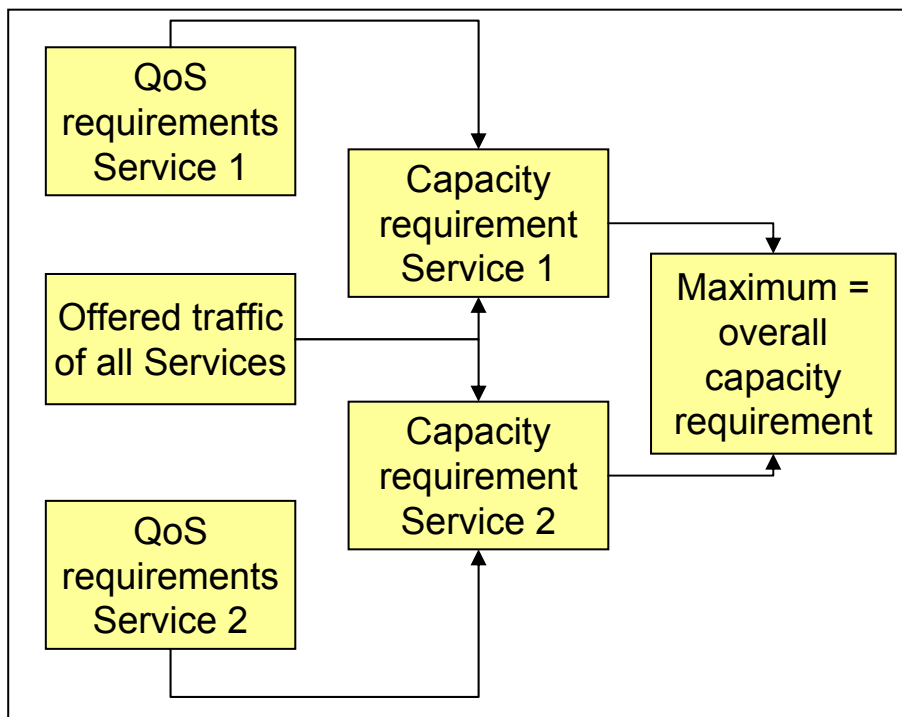 QoS
requirements
Service 1
Capacity
requirement
Service 1
Offered traffic
of all Services
Maximum =
overall
capacity
requirement
Capacity
requirement
Service 2
QoS
requirements
Service 2